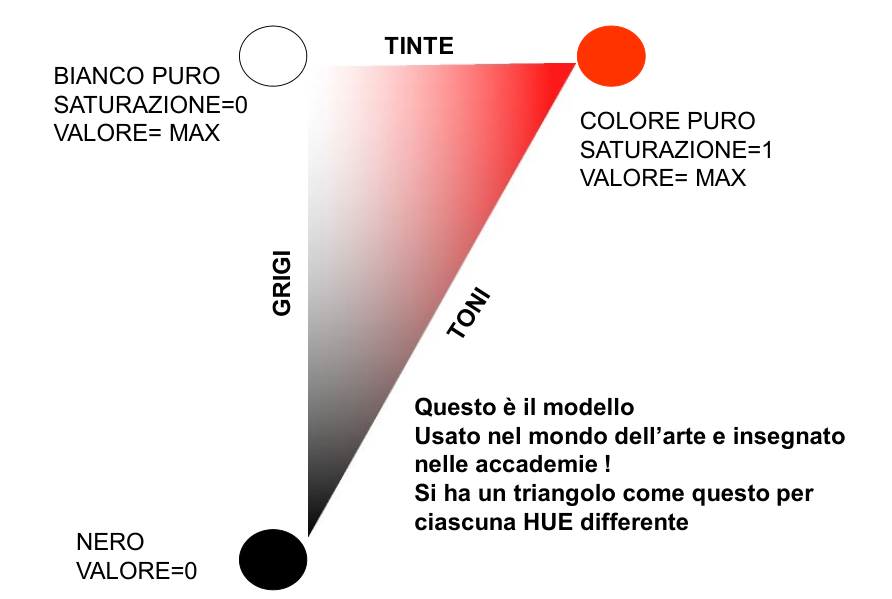 TINTE
BIANCO PURO
SATURAZIONE=0
VALORE= MAX
COLORE PURO
SATURAZIONE=1
VALORE= MAX
GRIGI
TONI
Questo è il modello
Usato nel mondo dell’arte e insegnato
nelle accademie !
Si ha un triangolo come questo per
ciascuna HUE differente
NERO
VALORE=0